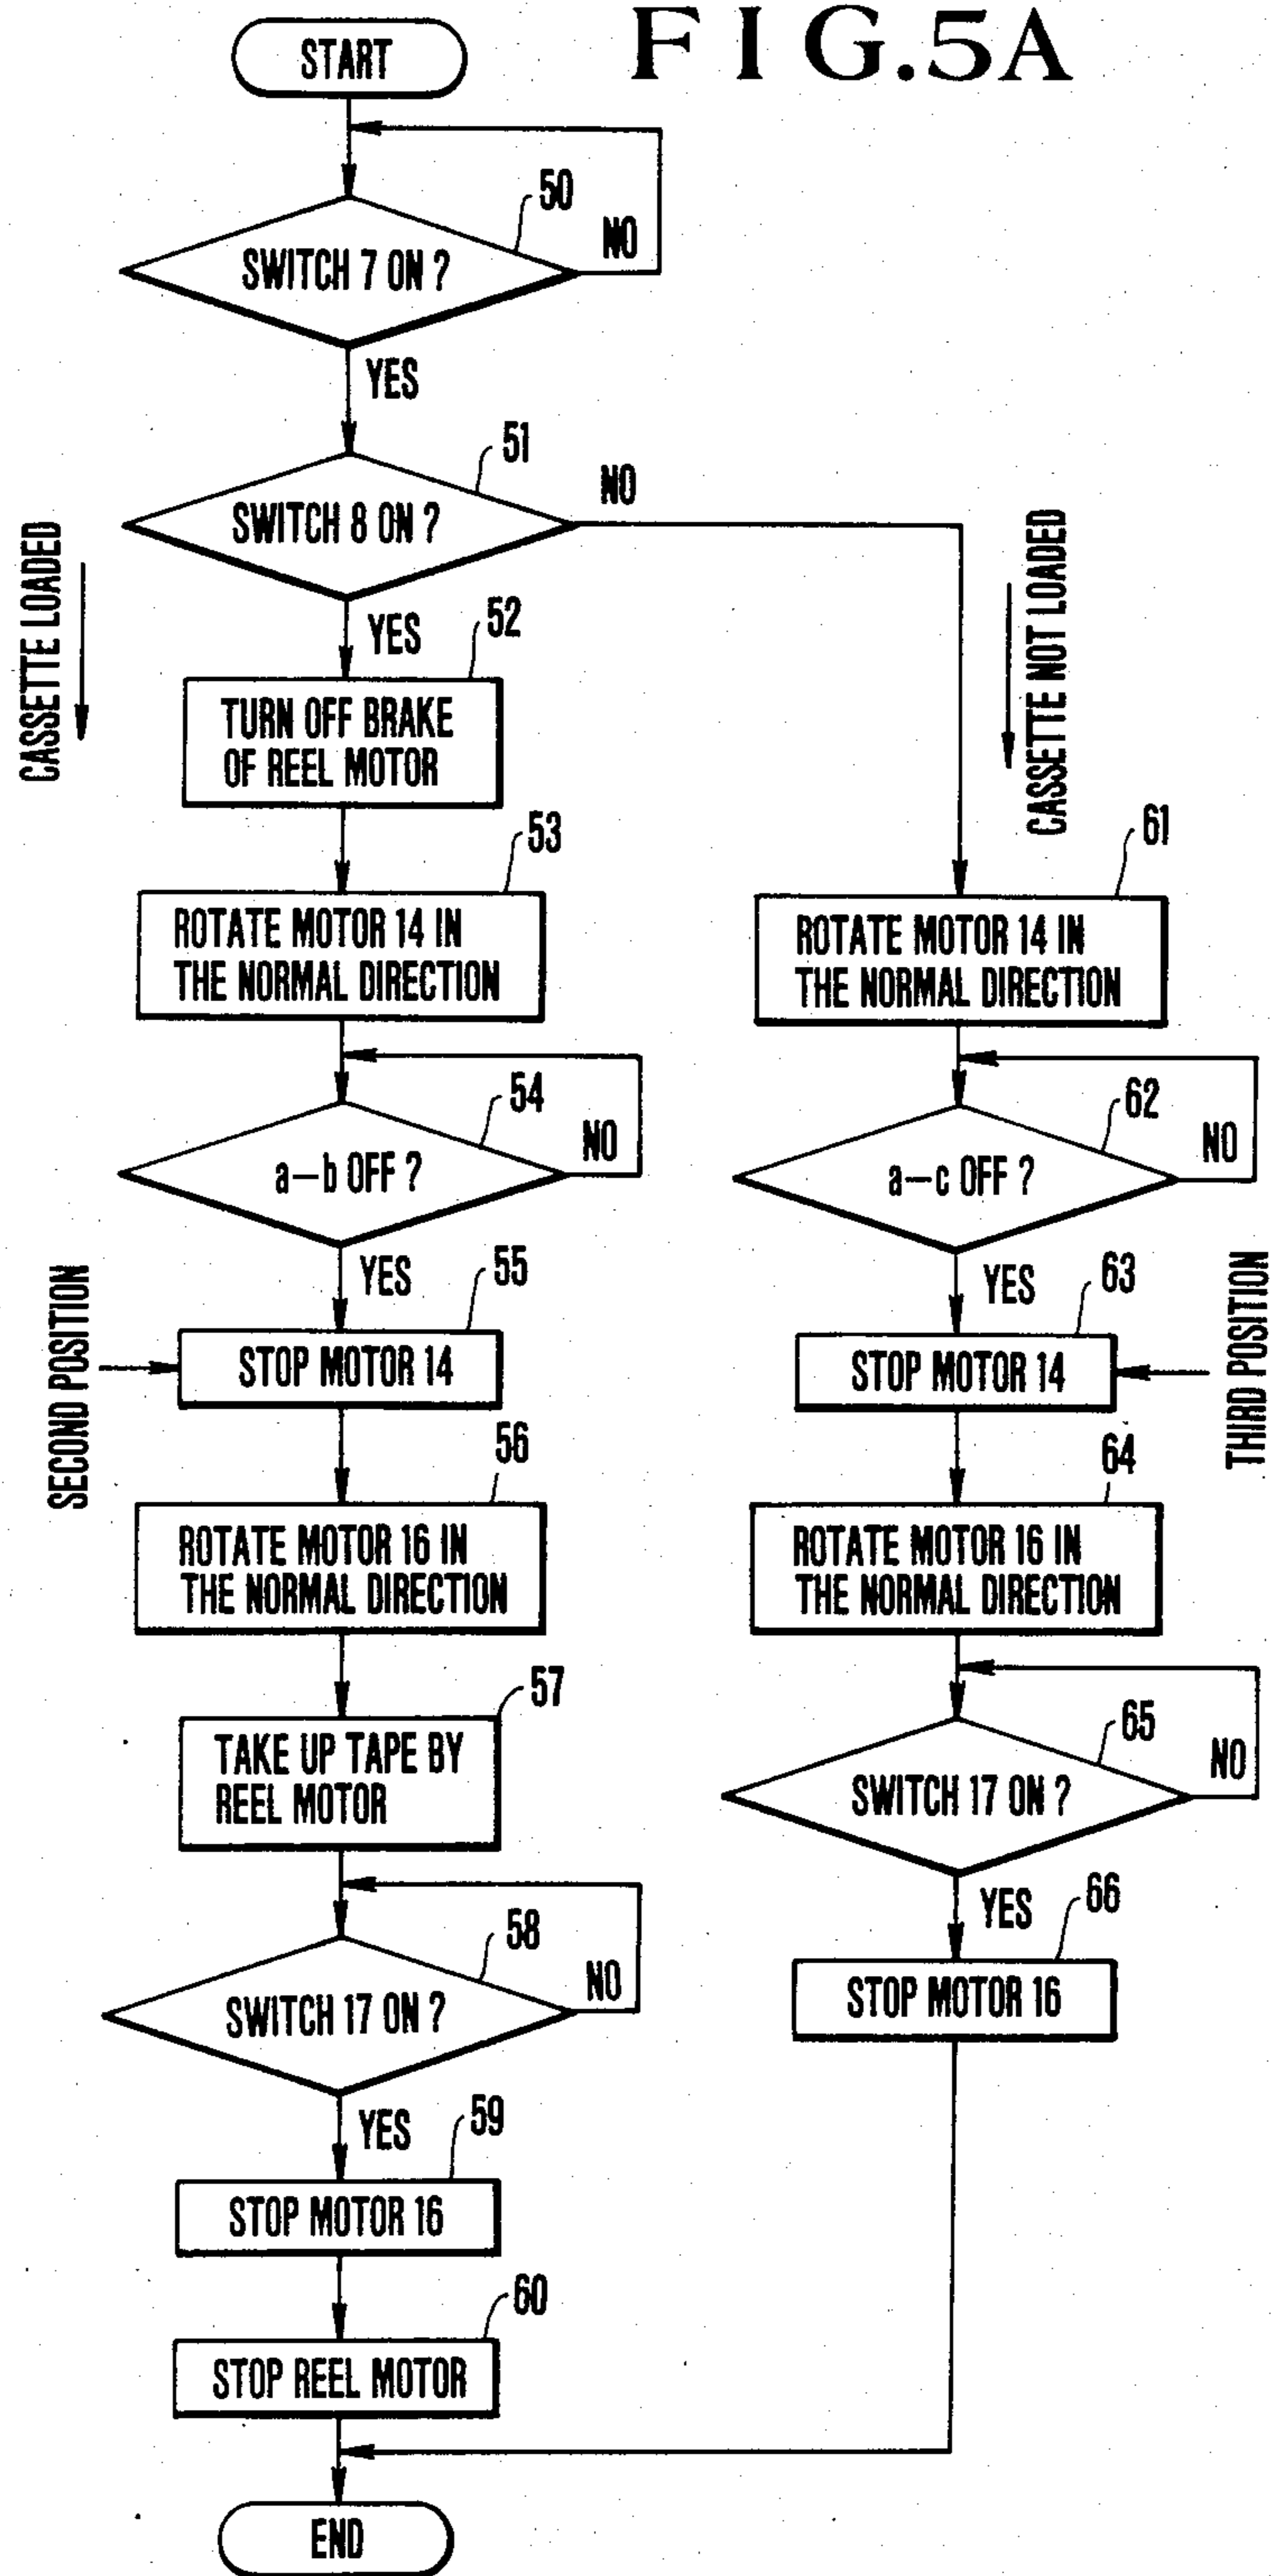 FIG.5A
START
50
NO
SWITCH 7 ON ?
YES
51
NO
SWITCH 8 ON ?
CASSETTE LOADED
CASSETTE NOT LOADED
YES
52
TURN OFF BRAKE
OF REEL MOTOR
53
ROTATE MOTOR 14 IN
THE NORMAL DIRECTION
54
NO
a-b OFF ?
YES
55
SECOND POSITION
STOP MOTOR 14
56
ROTATE MOTOR 16 IN
THE NORMAL DIRECTION
57
TAKE UP TAPE BY
REEL MOTOR
58
NO
SWITCH 17 ON ?
YES
59
STOP MOTOR 16
60
STOP REEL MOTOR
61
ROTATE MOTOR 14 IN
THE NORMAL DIRECTION
62
NO
a-c OFF ?
YES
63
STOP MOTOR 14
THIRD POSITION
64
ROTATE MOTOR 16 IN
THE NORMAL DIRECTION
65
NO
SWITCH 17 ON ?
YES
66
STOP MOTOR 16
END